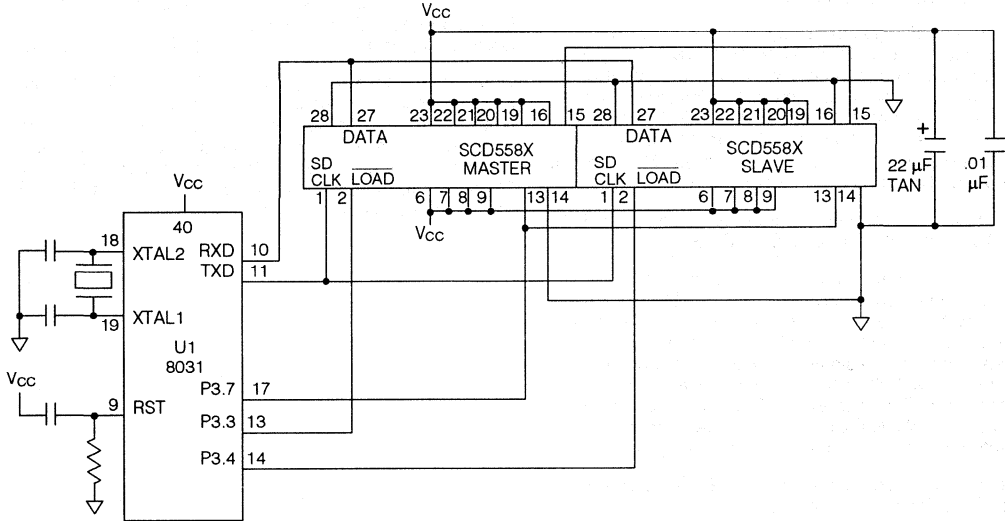 VCC
28 27 23 22 21 20 19 16 15 28 27 23 22 21 20 19 16 15
DATA DATA
SD CLK LOAD SCD558X MASTER SD CLK LOAD SCD558X SLAVE
1 2 6 7 8 9 13 14 1 2 6 7 8 9 13 14
VCC
+
22 µF
TAN
.01
µF
VCC
40
18 XTAL2 RXD 10
TXD 11
19 XTAL1
U1
8031
VCC
P3.7 17
9 RST
P3.3 13
P3.4 14